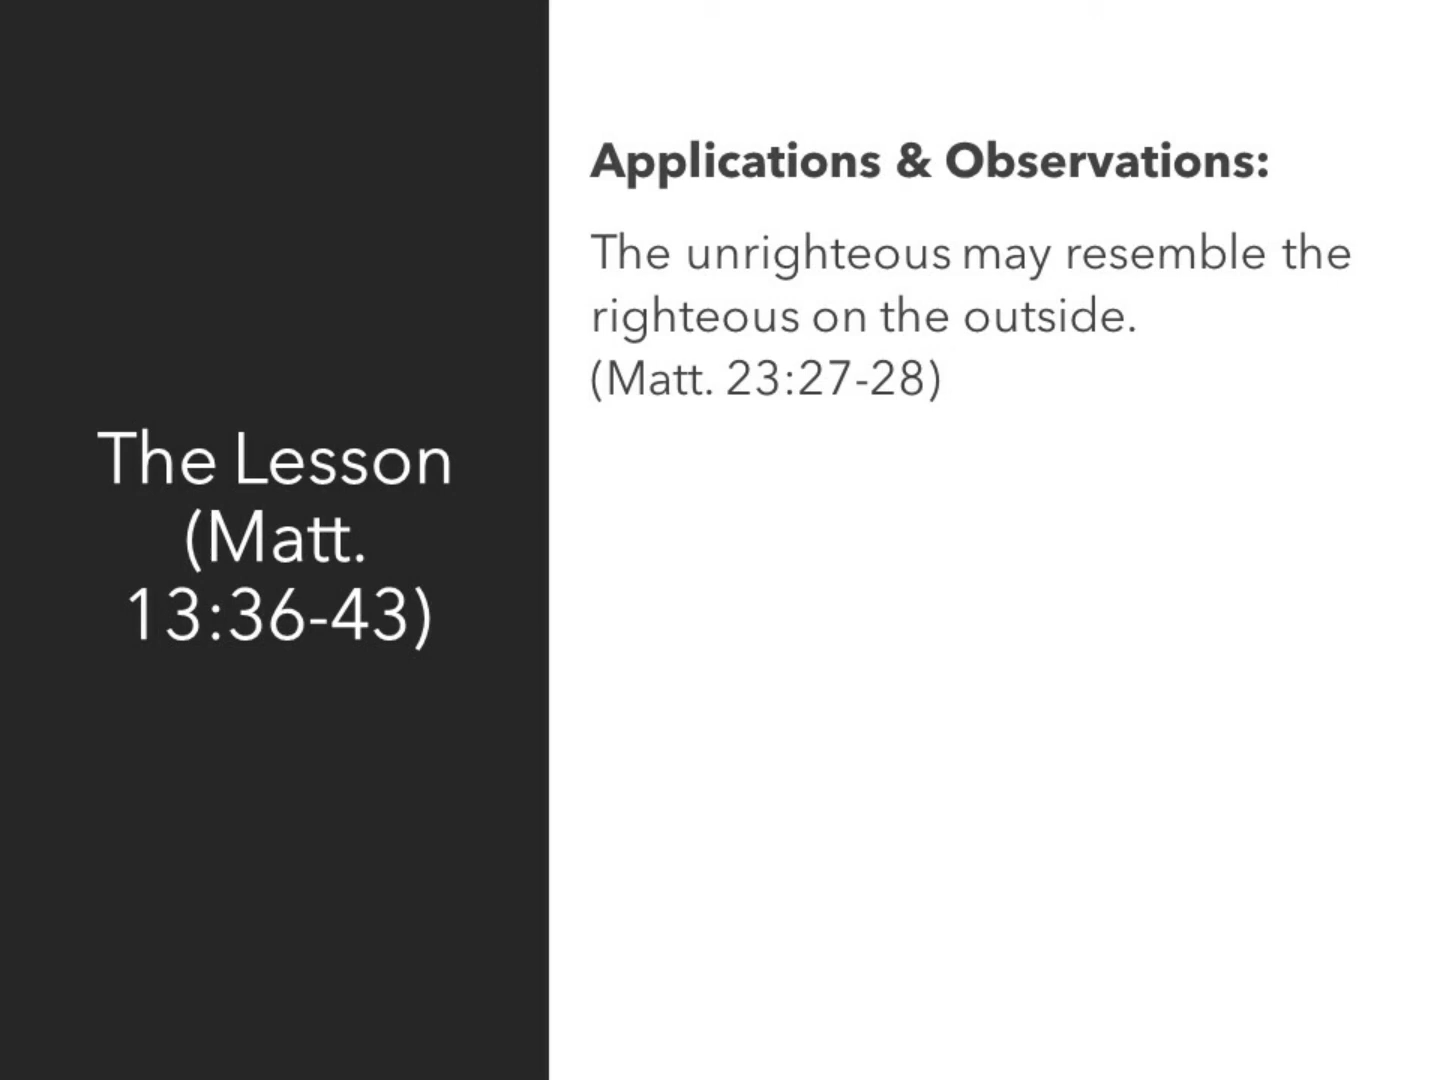 The Lesson
(Matt.
13:36-43)
Applications & Observations:
The unrighteous may resemble the
righteous on the outside.
(Matt. 23:27-28)